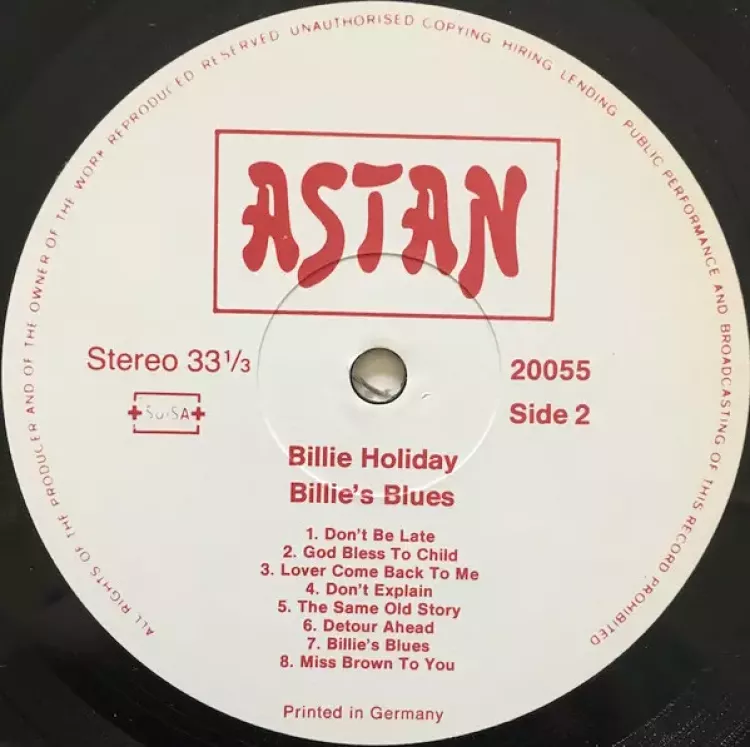 ALL RIGHTS OF THE PRODUCER AND OF THE OWNER OF THE WORK REPRODUCED RESERVED UNAUTHORISED COPYING HIRING LENDING PUBLIC PERFORMANCE AND BROADCASTING OF THIS RECORD PROHIBITED
ASTAN
Stereo 33⅓
20055
SUISA
Side 2
Billie Holiday
Billie's Blues
1. Don't Be Late
2. God Bless To Child
3. Lover Come Back To Me
4. Don't Explain
5. The Same Old Story
6. Detour Ahead
7. Billie's Blues
8. Miss Brown To You
Printed in Germany